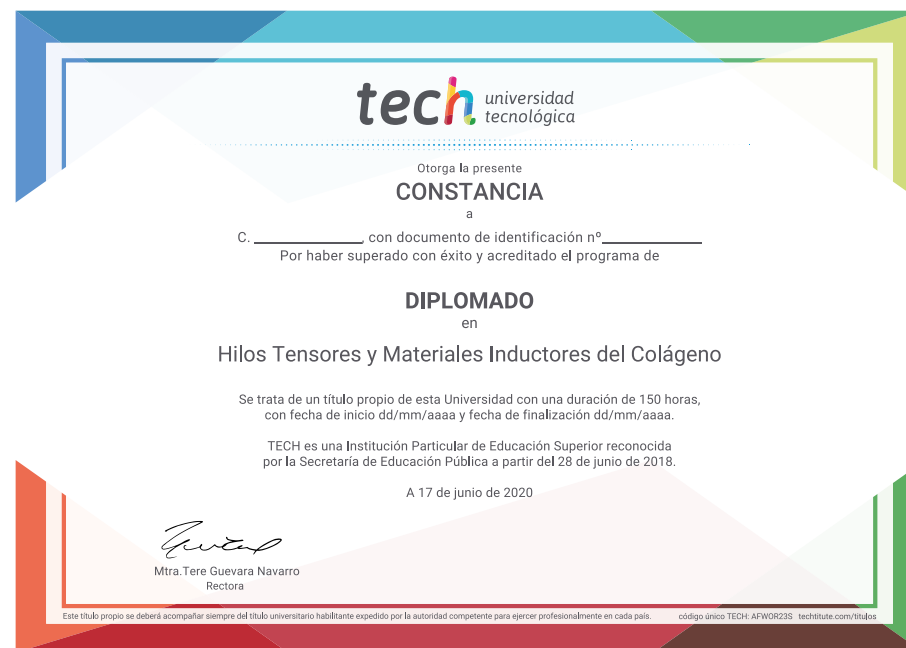 tech universidad
tecnológica
Otorga la presente
CONSTANCIA
a
C. ____________, con documento de identificación nº____________
Por haber superado con éxito y acreditado el programa de
DIPLOMADO
en
Hilos Tensores y Materiales Inductores del Colágeno
Se trata de un título propio de esta Universidad con una duración de 150 horas,
con fecha de inicio dd/mm/aaaa y fecha de finalización dd/mm/aaaa.
TECH es una Institución Particular de Educación Superior reconocida
por la Secretaría de Educación Pública a partir del 28 de junio de 2018.
A 17 de junio de 2020
Mtra.Tere Guevara Navarro
Rectora
Este título propio se deberá acompañar siempre del título universitario habilitante expedido por la autoridad competente para ejercer profesionalmente en cada país. código único TECH: AFWOR23S techtitute.com/titulos